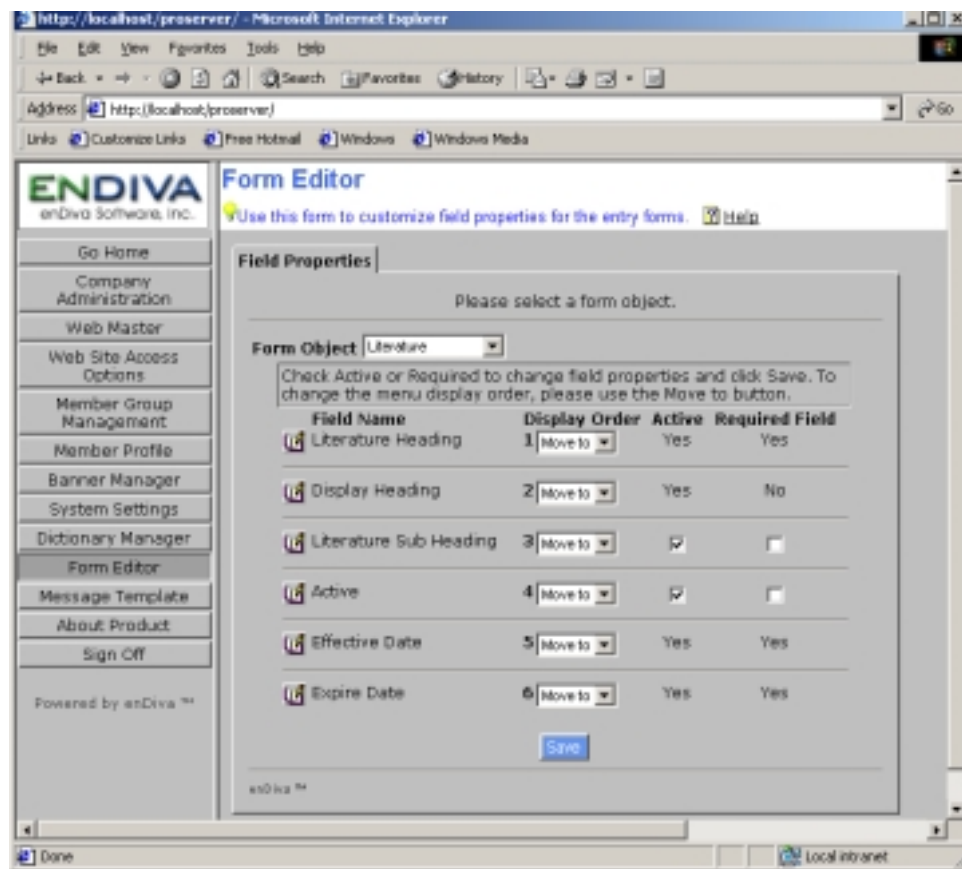 http://localhost/proserver/ - Microsoft Internet Explorer
File Edit View Favorites Tools Help
Back Search Favorites History
Address http://localhost/proserver/ Go
Links Customize Links Free Hotmail Windows Windows Media
ENDIVA
enDiva Software, Inc.
Go Home
Company
Administration
Web Master
Web Site Access
Options
Member Group
Management
Member Profile
Banner Manager
System Settings
Dictionary Manager
Form Editor
Message Template
About Product
Sign Off
Powered by enDiva ™
Form Editor
Use this form to customize field properties for the entry forms. Help
Field Properties
Please select a form object.
Form Object Literature
Check Active or Required to change field properties and click Save. To
change the menu display order, please use the Move to button.
Field Name Display Order Active Required Field
Literature Heading 1 Move to Yes Yes
Display Heading 2 Move to Yes No
Literature Sub Heading 3 Move to
Active 4 Move to
Effective Date 5 Move to Yes Yes
Expire Date 6 Move to Yes Yes
Save
enDiva ™
Done Local intranet